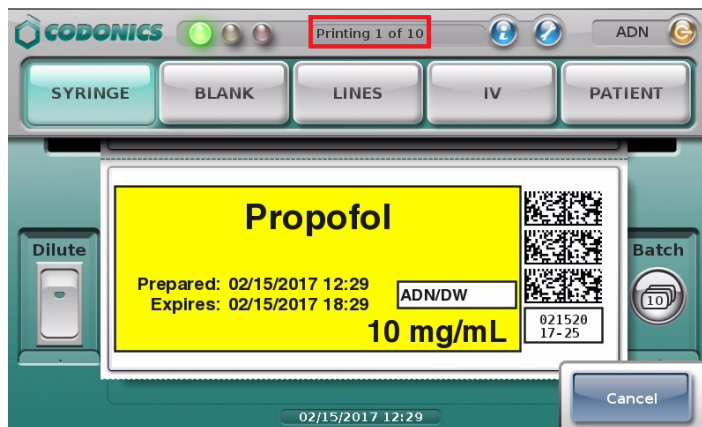 CODONICS
Printing 1 of 10
i
ADN
SYRINGE
BLANK
LINES
IV
PATIENT
Propofol
Dilute
Batch
Prepared: 02/15/2017 12:29
Expires: 02/15/2017 18:29
ADN/DW
10
10 mg/mL
021520
17-25
Cancel
02/15/2017 12:29